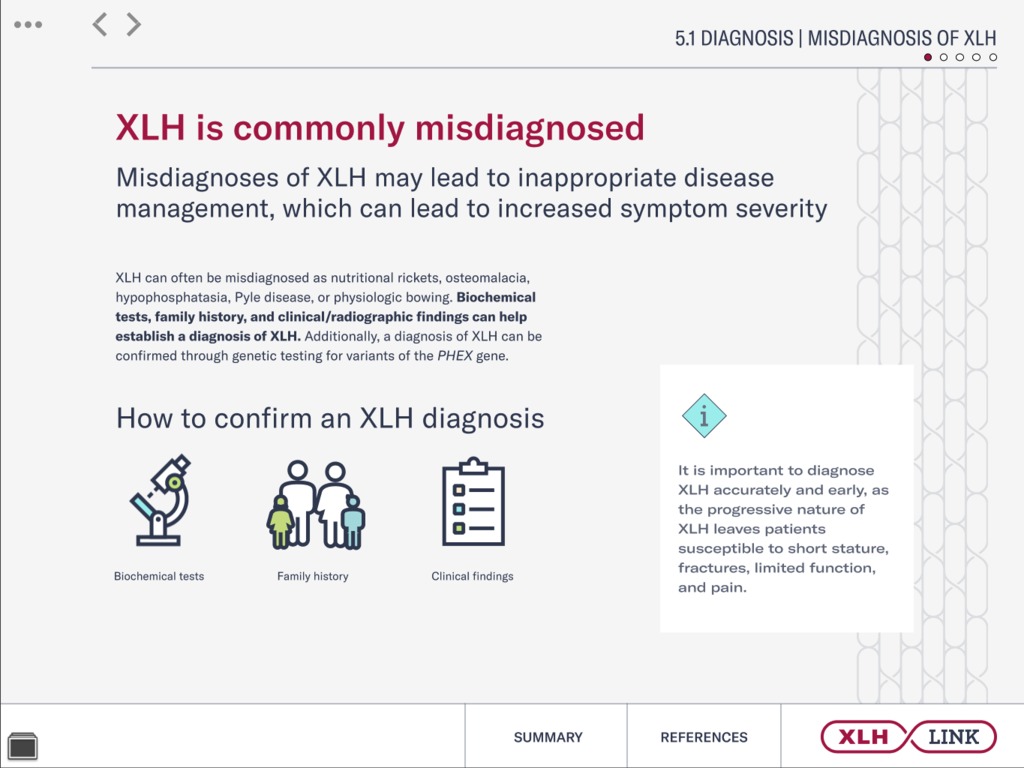 5.1 DIAGNOSIS | MISDIAGNOSIS OF XLH
XLH is commonly misdiagnosed
Misdiagnoses of XLH may lead to inappropriate disease
management, which can lead to increased symptom severity
XLH can often be misdiagnosed as nutritional rickets, osteomalacia,
hypophosphatasia, Pyle disease, or physiologic bowing. Biochemical
tests, family history, and clinical/radiographic findings can help
establish a diagnosis of XLH. Additionally, a diagnosis of XLH can be
confirmed through genetic testing for variants of the PHEX gene.
How to confirm an XLH diagnosis
Biochemical tests
Family history
Clinical findings
i
It is important to diagnose
XLH accurately and early, as
the progressive nature of
XLH leaves patients
susceptible to short stature,
fractures, limited function,
and pain.
SUMMARY
REFERENCES
XLH LINK